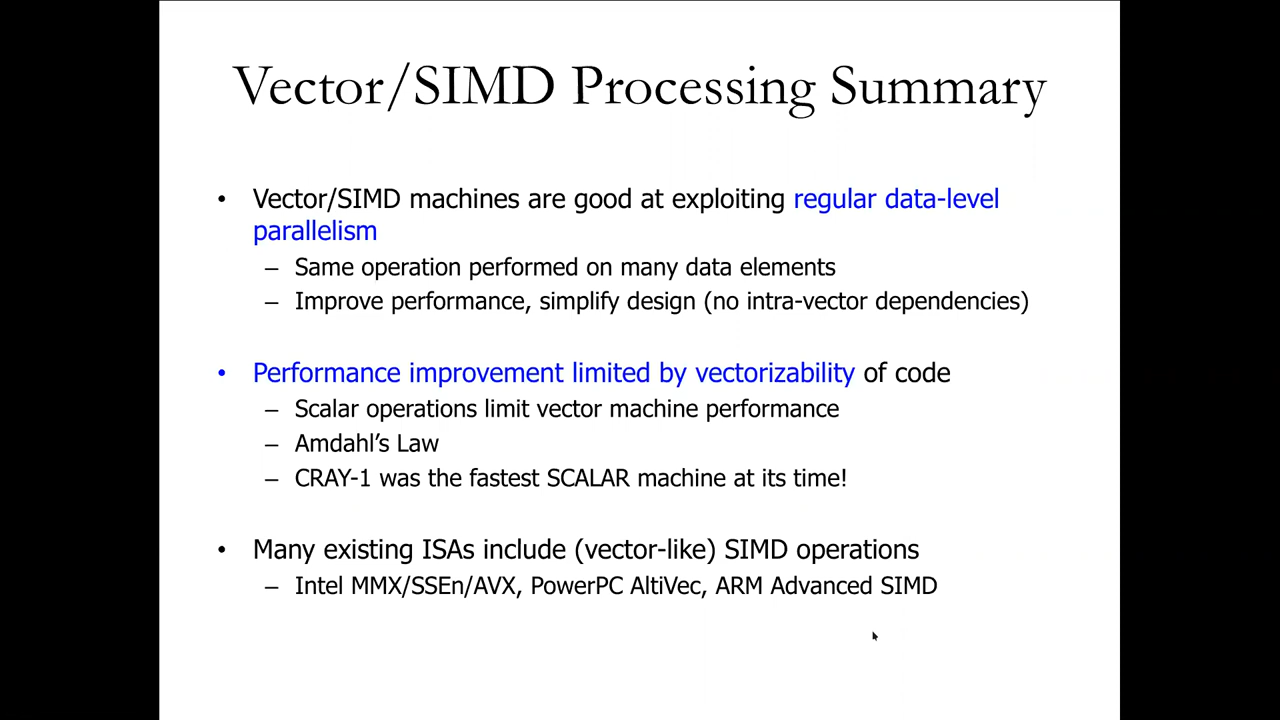 Vector/SIMD Processing Summary
• Vector/SIMD machines are good at exploiting regular data-level
parallelism
– Same operation performed on many data elements
– Improve performance, simplify design (no intra-vector dependencies)
• Performance improvement limited by vectorizability of code
– Scalar operations limit vector machine performance
– Amdahl’s Law
– CRAY-1 was the fastest SCALAR machine at its time!
• Many existing ISAs include (vector-like) SIMD operations
– Intel MMX/SSEn/AVX, PowerPC AltiVec, ARM Advanced SIMD